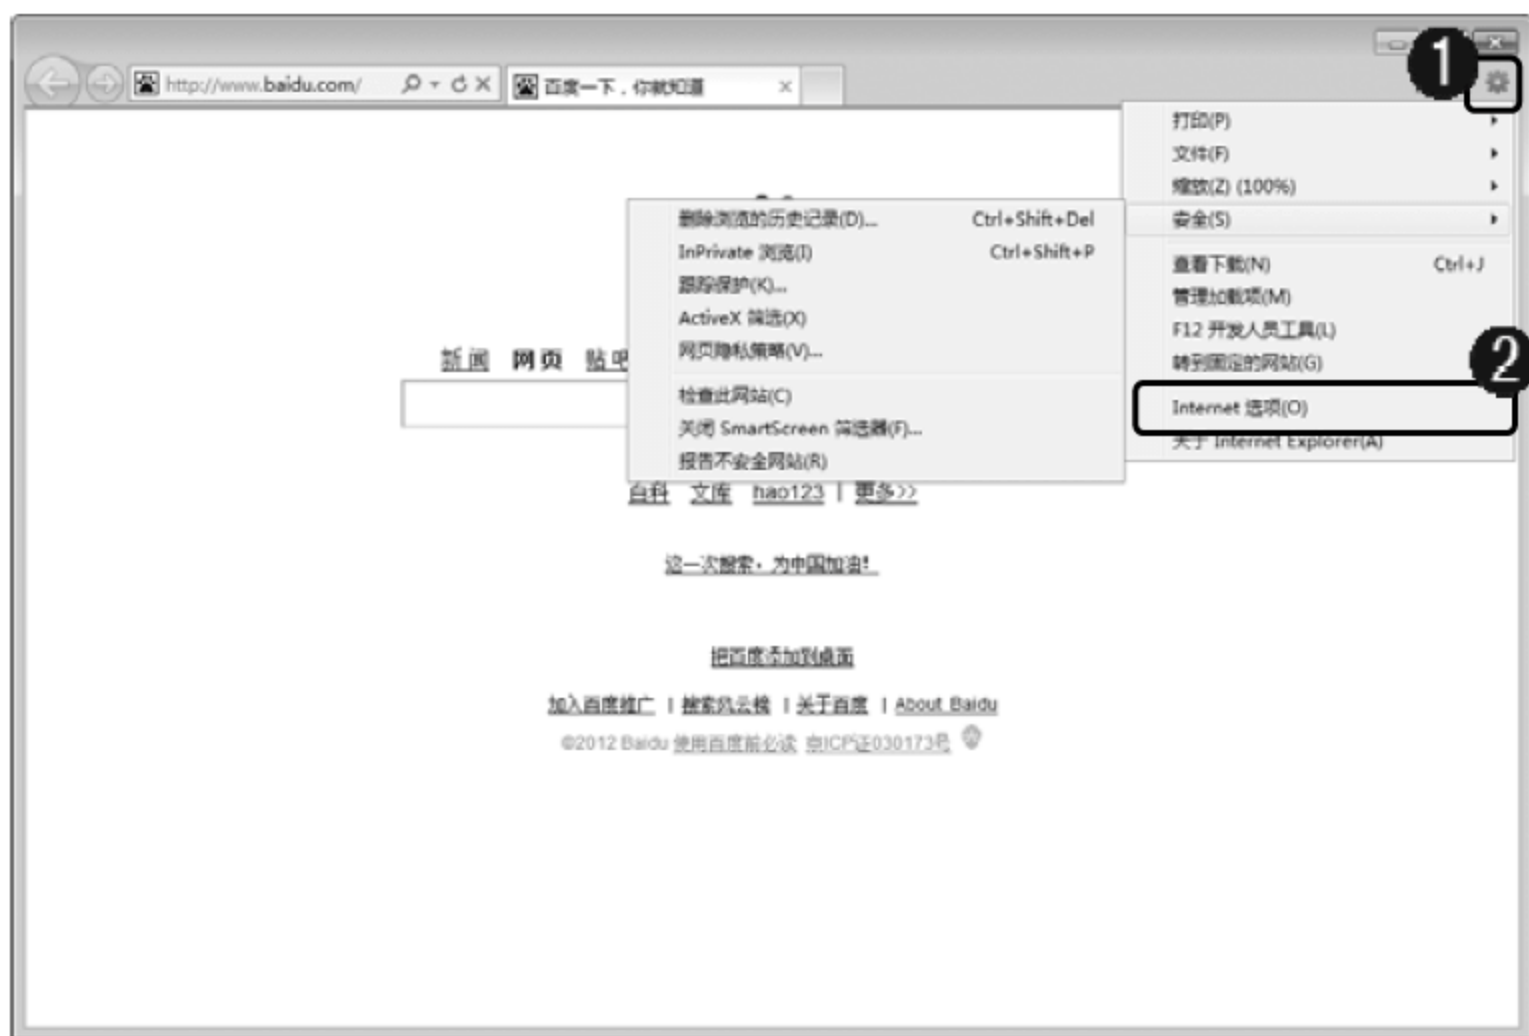 1
http://www.baidu.com/
百度一下，你就知道
打印(P)
文件(F)
缩放(Z) (100%)
安全(S)
查看下载(N) Ctrl+J
管理加载项(M)
F12 开发人员工具(L)
转到固定的网站(G)
2
Internet 选项(O)
关于 Internet Explorer(A)
删除浏览的历史记录(D)... Ctrl+Shift+Del
InPrivate 浏览(I) Ctrl+Shift+P
跟踪保护(K)...
ActiveX 筛选(X)
网页隐私策略(V)...
检查此网站(C)
关闭 SmartScreen 筛选器(F)...
报告不安全网站(R)
新闻 网页 贴吧
百科 文库 hao123 | 更多>>
这一次搜索，为中国加油！
把百度添加到桌面
加入百度推广 | 搜索风云榜 | 关于百度 | About Baidu
©2012 Baidu 使用百度前必读 京ICP证030173号